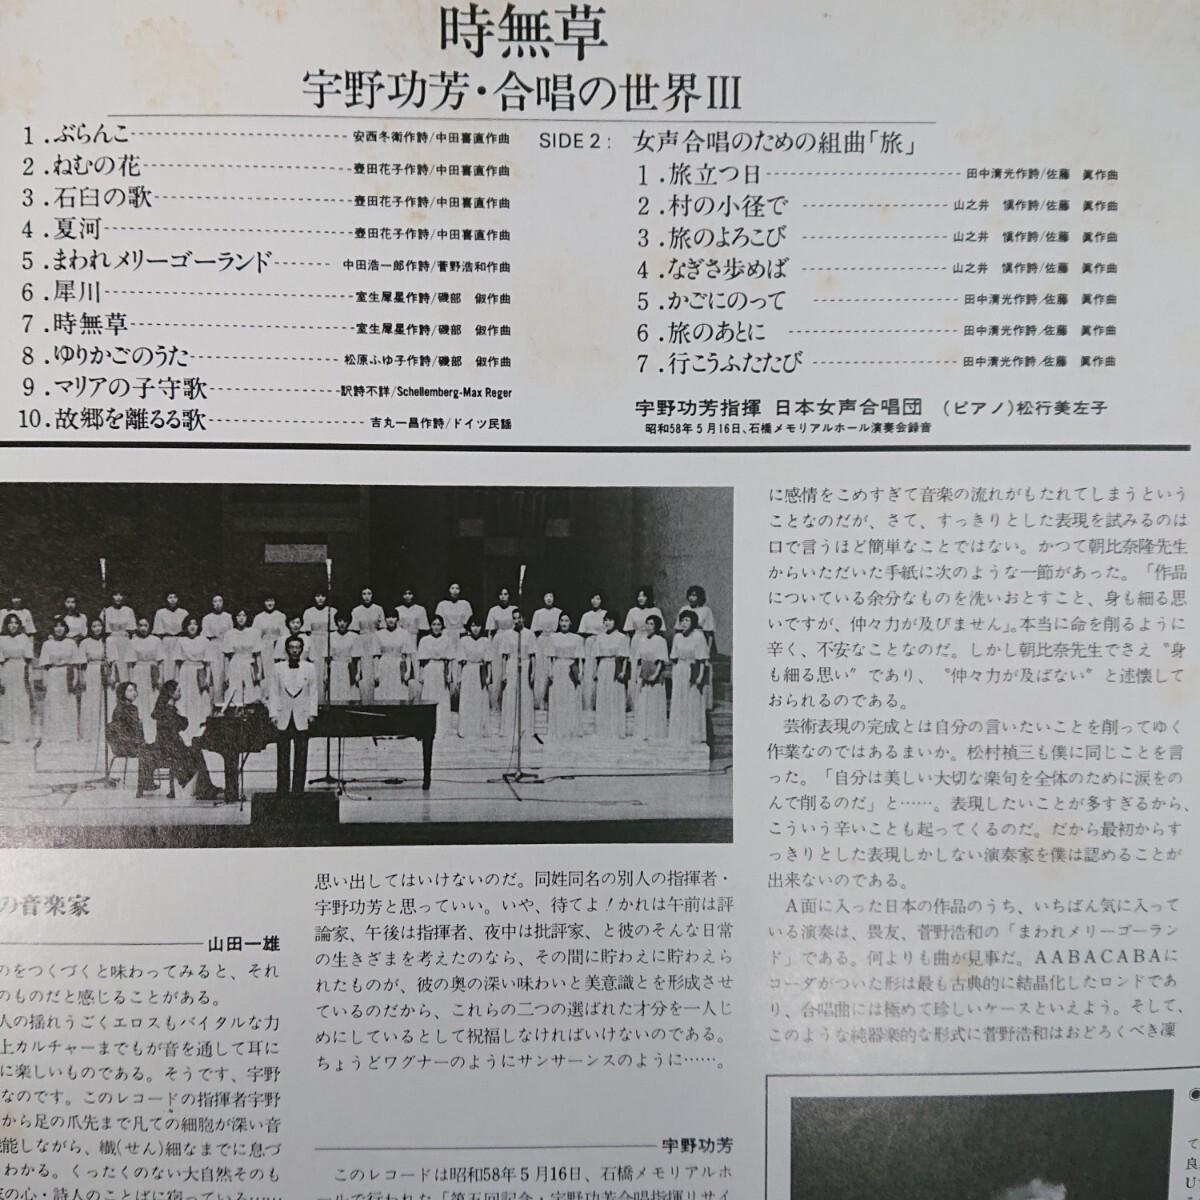 時無草
宇野功芳・合唱の世界III
1.ぶらんこ 安西冬衛作詩/中田喜直作曲
2.ねむの花 壺田花子作詩/中田喜直作曲
3.石臼の歌 壺田花子作詩/中田喜直作曲
4.夏河 壺田花子作詩/中田喜直作曲
5.まわれメリーゴーランド 中田浩一郎作詩/菅野浩和作曲
6.犀川 室生犀星作詩/磯部 俶作曲
7.時無草 室生犀星作詩/磯部 俶作曲
8.ゆりかごのうた 松原ふゆ子作詩/磯部 俶作曲
9.マリアの子守歌 訳詩不詳/Schellemberg-Max Reger
10.故郷を離るる歌 吉丸一昌作詩/ドイツ民謡
SIDE 2: 女声合唱のための組曲「旅」
1.旅立つ日 田中清光作詩/佐藤 眞作曲
2.村の小径で 山之井 愼作詩/佐藤 眞作曲
3.旅のよろこび 山之井 愼作詩/佐藤 眞作曲
4.なぎさ歩めば 山之井 愼作詩/佐藤 眞作曲
5.かごにのって 田中清光作詩/佐藤 眞作曲
6.旅のあとに 田中清光作詩/佐藤 眞作曲
7.行こうふたたび 田中清光作詩/佐藤 眞作曲
宇野功芳指揮 日本女声合唱団 (ピアノ)松行美左子
昭和58年5月16日、石橋メモリアルホール演奏会録音
の音楽家
山田一雄
のをつくづくと味わってみると、それ
のものだと感じることがある。
人の揺れうごくエロスもバイタルな力
上カルチャーまでもが音を通して耳に
に楽しいものである。そうです、宇野
なのです。このレコードの指揮者宇野
から足の爪先まで凡ての細胞が深い音
能しながら、繊(せん)細なまでに息づ
わかる。くったくのない大自然そのも
の心・詩人のことばに宿っている……
思い出してはいけないのだ。同姓同名の別人の指揮者・
宇野功芳と思っていい。いや、待てよ!かれは午前は評
論家、午後は指揮者、夜中は批評家、と彼のそんな日常
の生きざまを考えたのなら、その間に貯わえに貯わえら
れたものが、彼の奥の深い味わいと美意識とを形成させ
ているのだから、これらの二つの選ばれた才分を一人じ
めにしているとして祝福しなければいけないのである。
ちょうどワグナーのようにサンサーンスのように……。
宇野功芳
このレコードは昭和58年5月16日、石橋メモリアルホ
ールで行われた「第五回記念・宇野功芳合唱指揮リサイ
に感情をこめすぎて音楽の流れがもたれてしまうという
ことなのだが、さて、すっきりとした表現を試みるのは
口で言うほど簡単なことではない。かつて朝比奈隆先生
からいただいた手紙に次のような一節があった。「作品
についている余分なものを洗いおとすこと、身も細る思
いですが、仲々力が及びません」。本当に命を削るように
辛く、不安なことなのだ。しかし朝比奈先生でさえ〝身
も細る思い〟であり、〝仲々力が及ばない〟と述懐して
おられるのである。
芸術表現の完成とは自分の言いたいことを削ってゆく
作業なのではあるまいか。松村禎三も僕に同じことを言
った。「自分は美しい大切な楽句を全体のために涙をの
んで削るのだ」と……。表現したいことが多すぎるから、
こういう辛いことも起ってくるのだ。だから最初からす
っきりとした表現しかしない演奏家を僕は認めることが
出来ないのである。
A面に入った日本の作品のうち、いちばん気に入って
いる演奏は、畏友、菅野浩和の「まわれメリーゴーラン
ド」である。何よりも曲が見事だ。AABACABAに
コーダがついた形は最も古典的に結晶化したロンドであ
り、合唱曲には極めて珍しいケースといえよう。そして、
このような純器楽的な形式に菅野浩和はおどろくべき凜
て
良
U